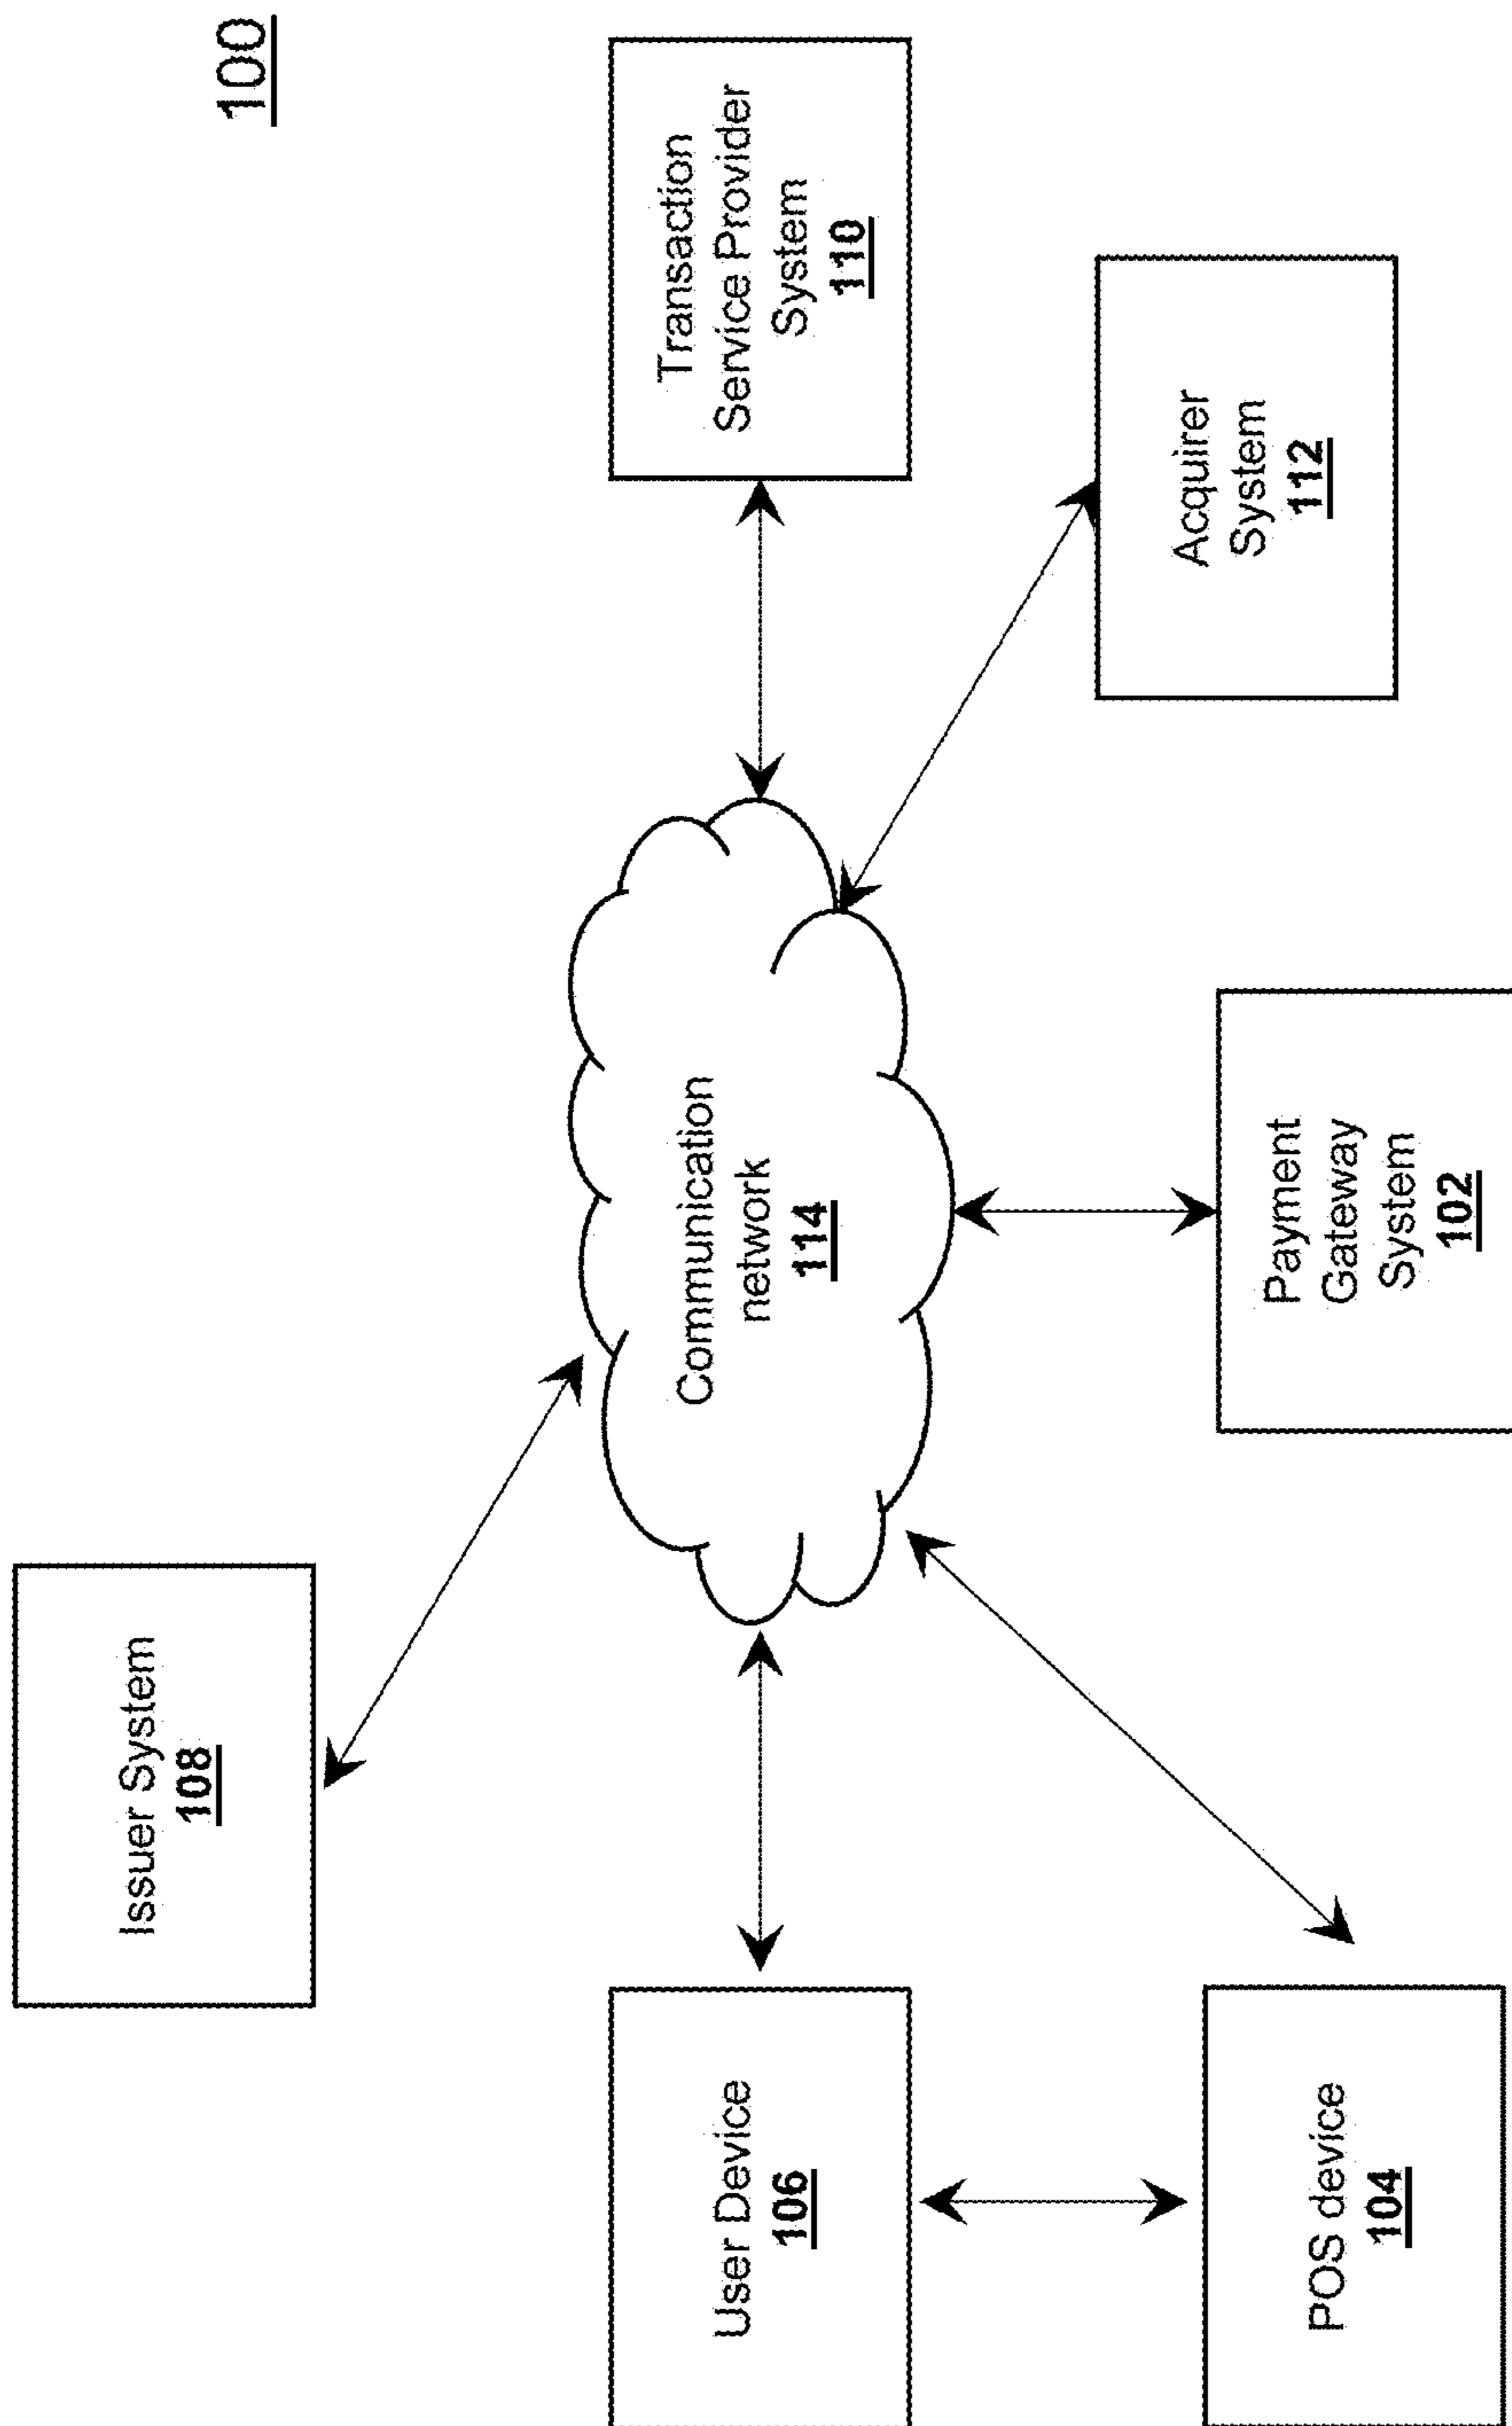 100
Issuer System
108
User Device
106
Communication
network
114
Transaction
Service Provider
System
110
POS device
104
Payment
Gateway
System
102
Acquirer
System
112